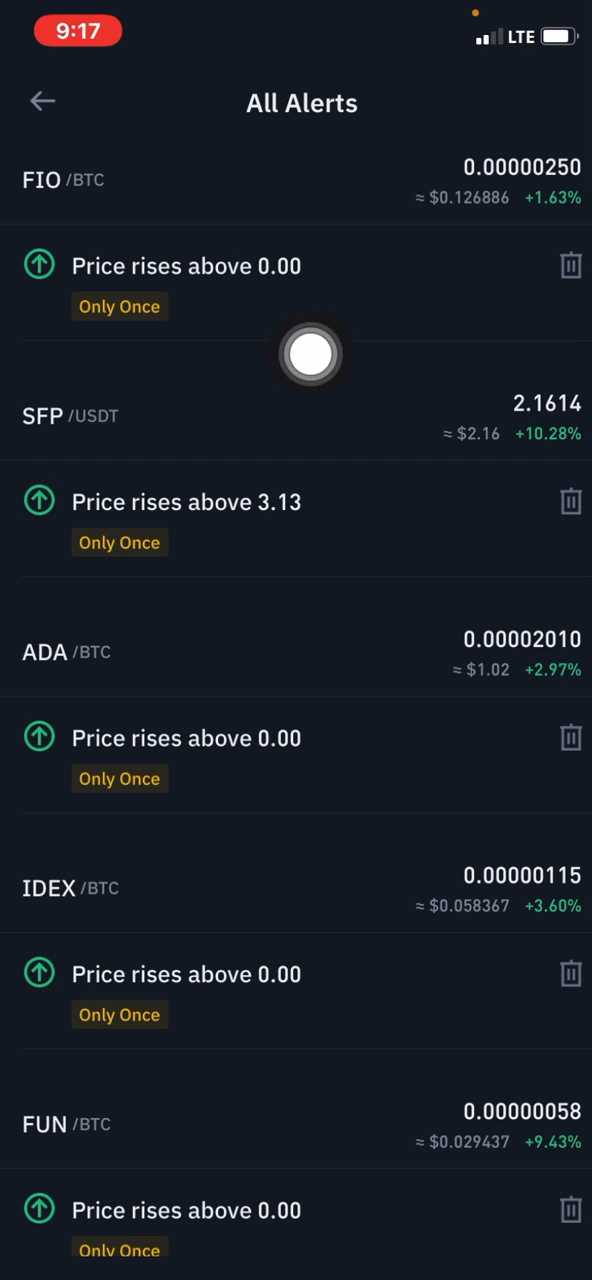 9:17
LTE
All Alerts
FIO /BTC
0.00000250
≈ $0.126886 +1.63%
Price rises above 0.00
Only Once
SFP /USDT
2.1614
≈ $2.16 +10.28%
Price rises above 3.13
Only Once
ADA /BTC
0.00002010
≈ $1.02 +2.97%
Price rises above 0.00
Only Once
IDEX /BTC
0.00000115
≈ $0.058367 +3.60%
Price rises above 0.00
Only Once
FUN /BTC
0.00000058
≈ $0.029437 +9.43%
Price rises above 0.00
Only Once